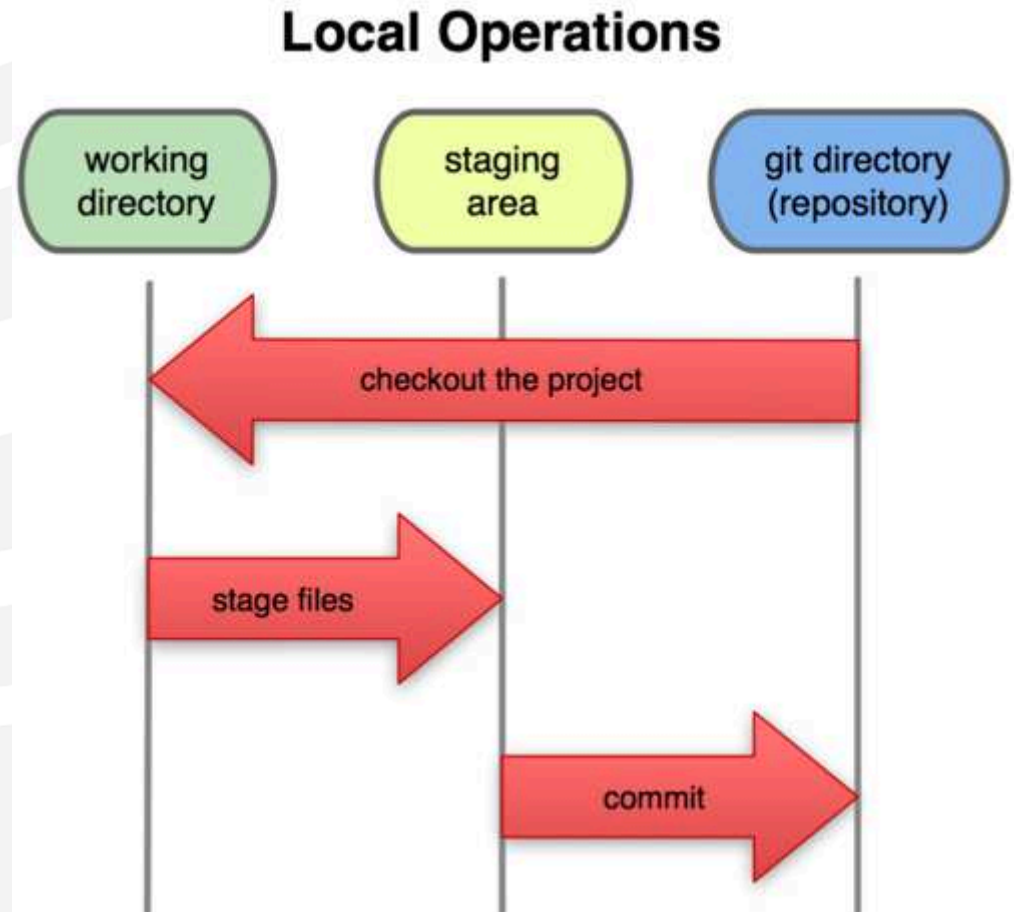 Local Operations
working
directory
staging
area
git directory
(repository)
checkout the project
stage files
commit